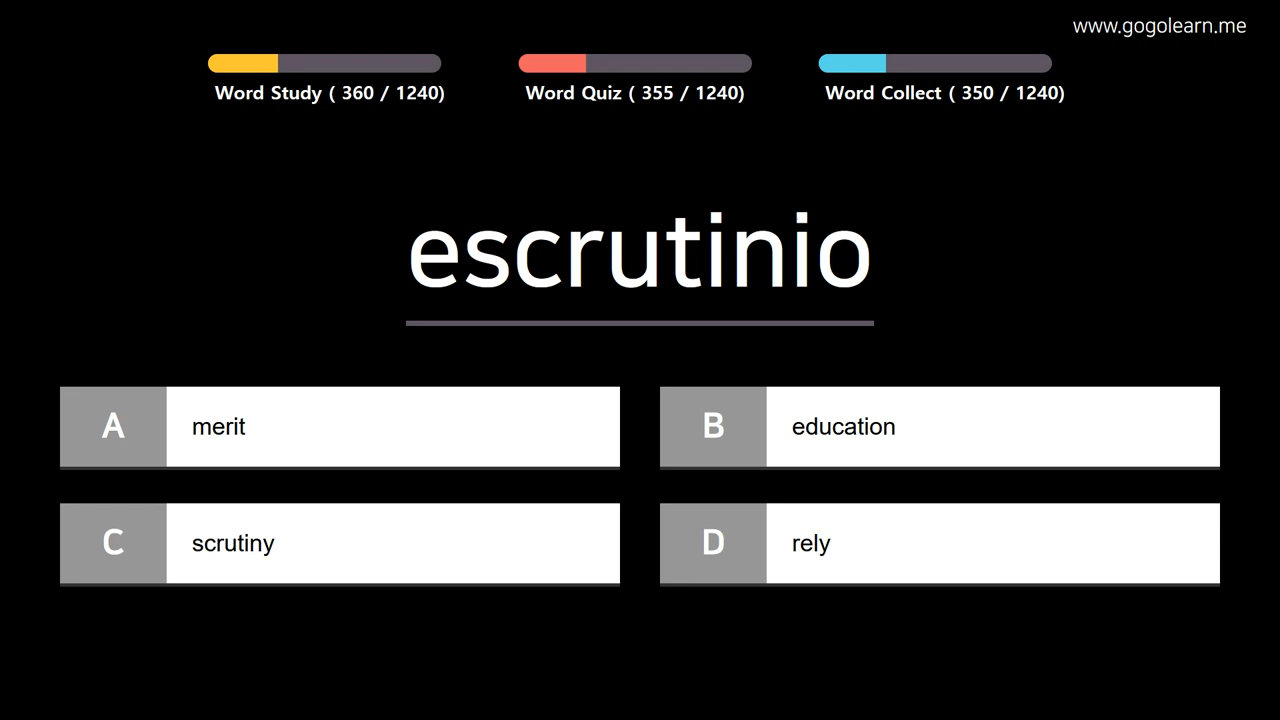 www.gogolearn.me
Word Study ( 360 / 1240)
Word Quiz ( 355 / 1240)
Word Collect ( 350 / 1240)
escrutinio
A merit
B education
C scrutiny
D rely